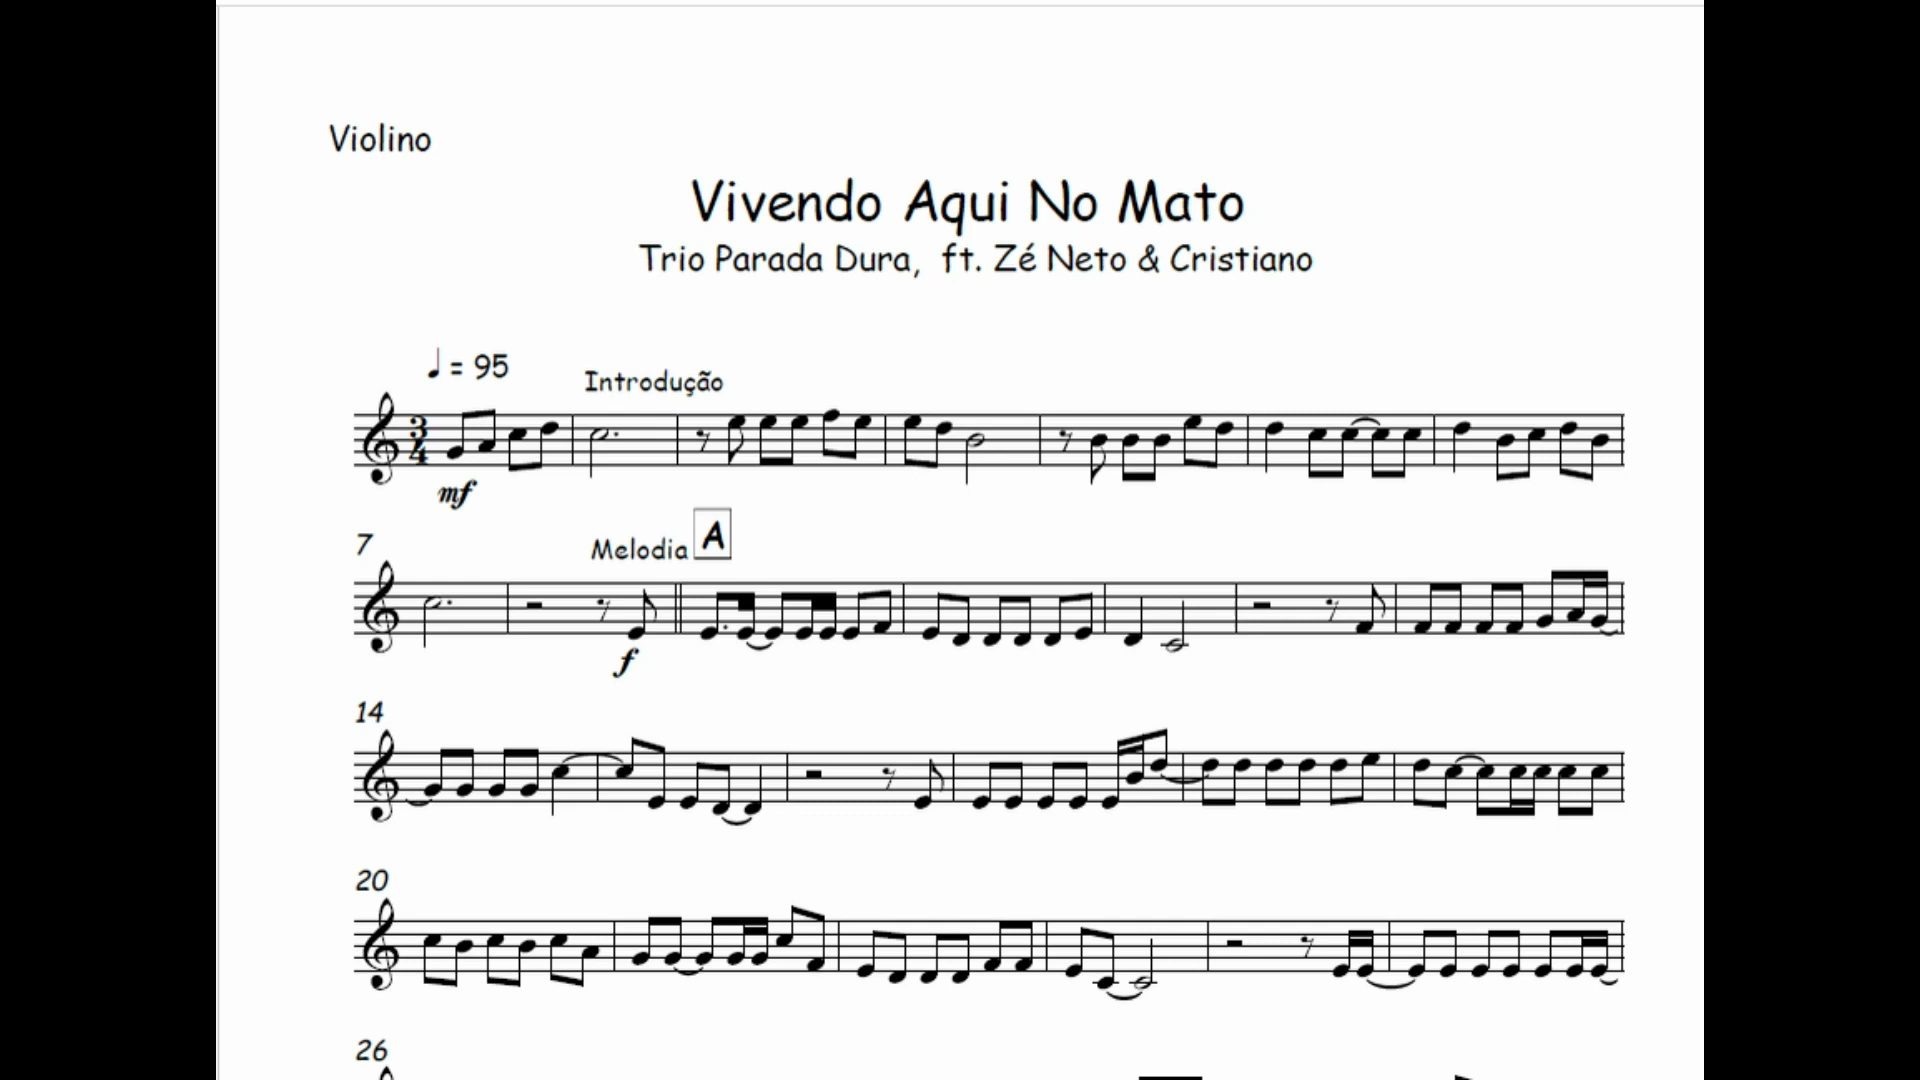 Violino
Vivendo Aqui No Mato
Trio Parada Dura, ft. Zé Neto & Cristiano
♩ = 95
Introdução
3
4
mf
7
Melodia A
f
14
20
26